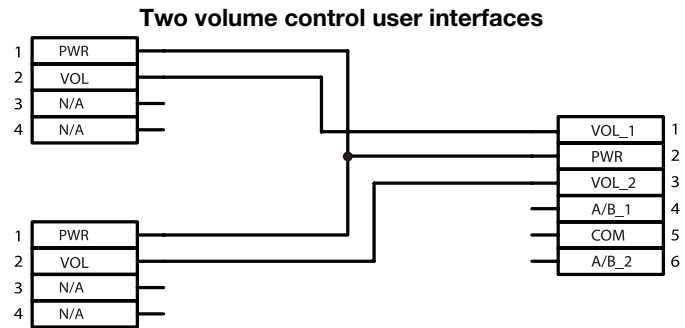 Two volume control user interfaces
1 PWR
2 VOL
3 N/A
4 N/A
VOL_1 1
PWR 2
VOL_2 3
A/B_1 4
COM 5
A/B_2 6
1 PWR
2 VOL
3 N/A
4 N/A